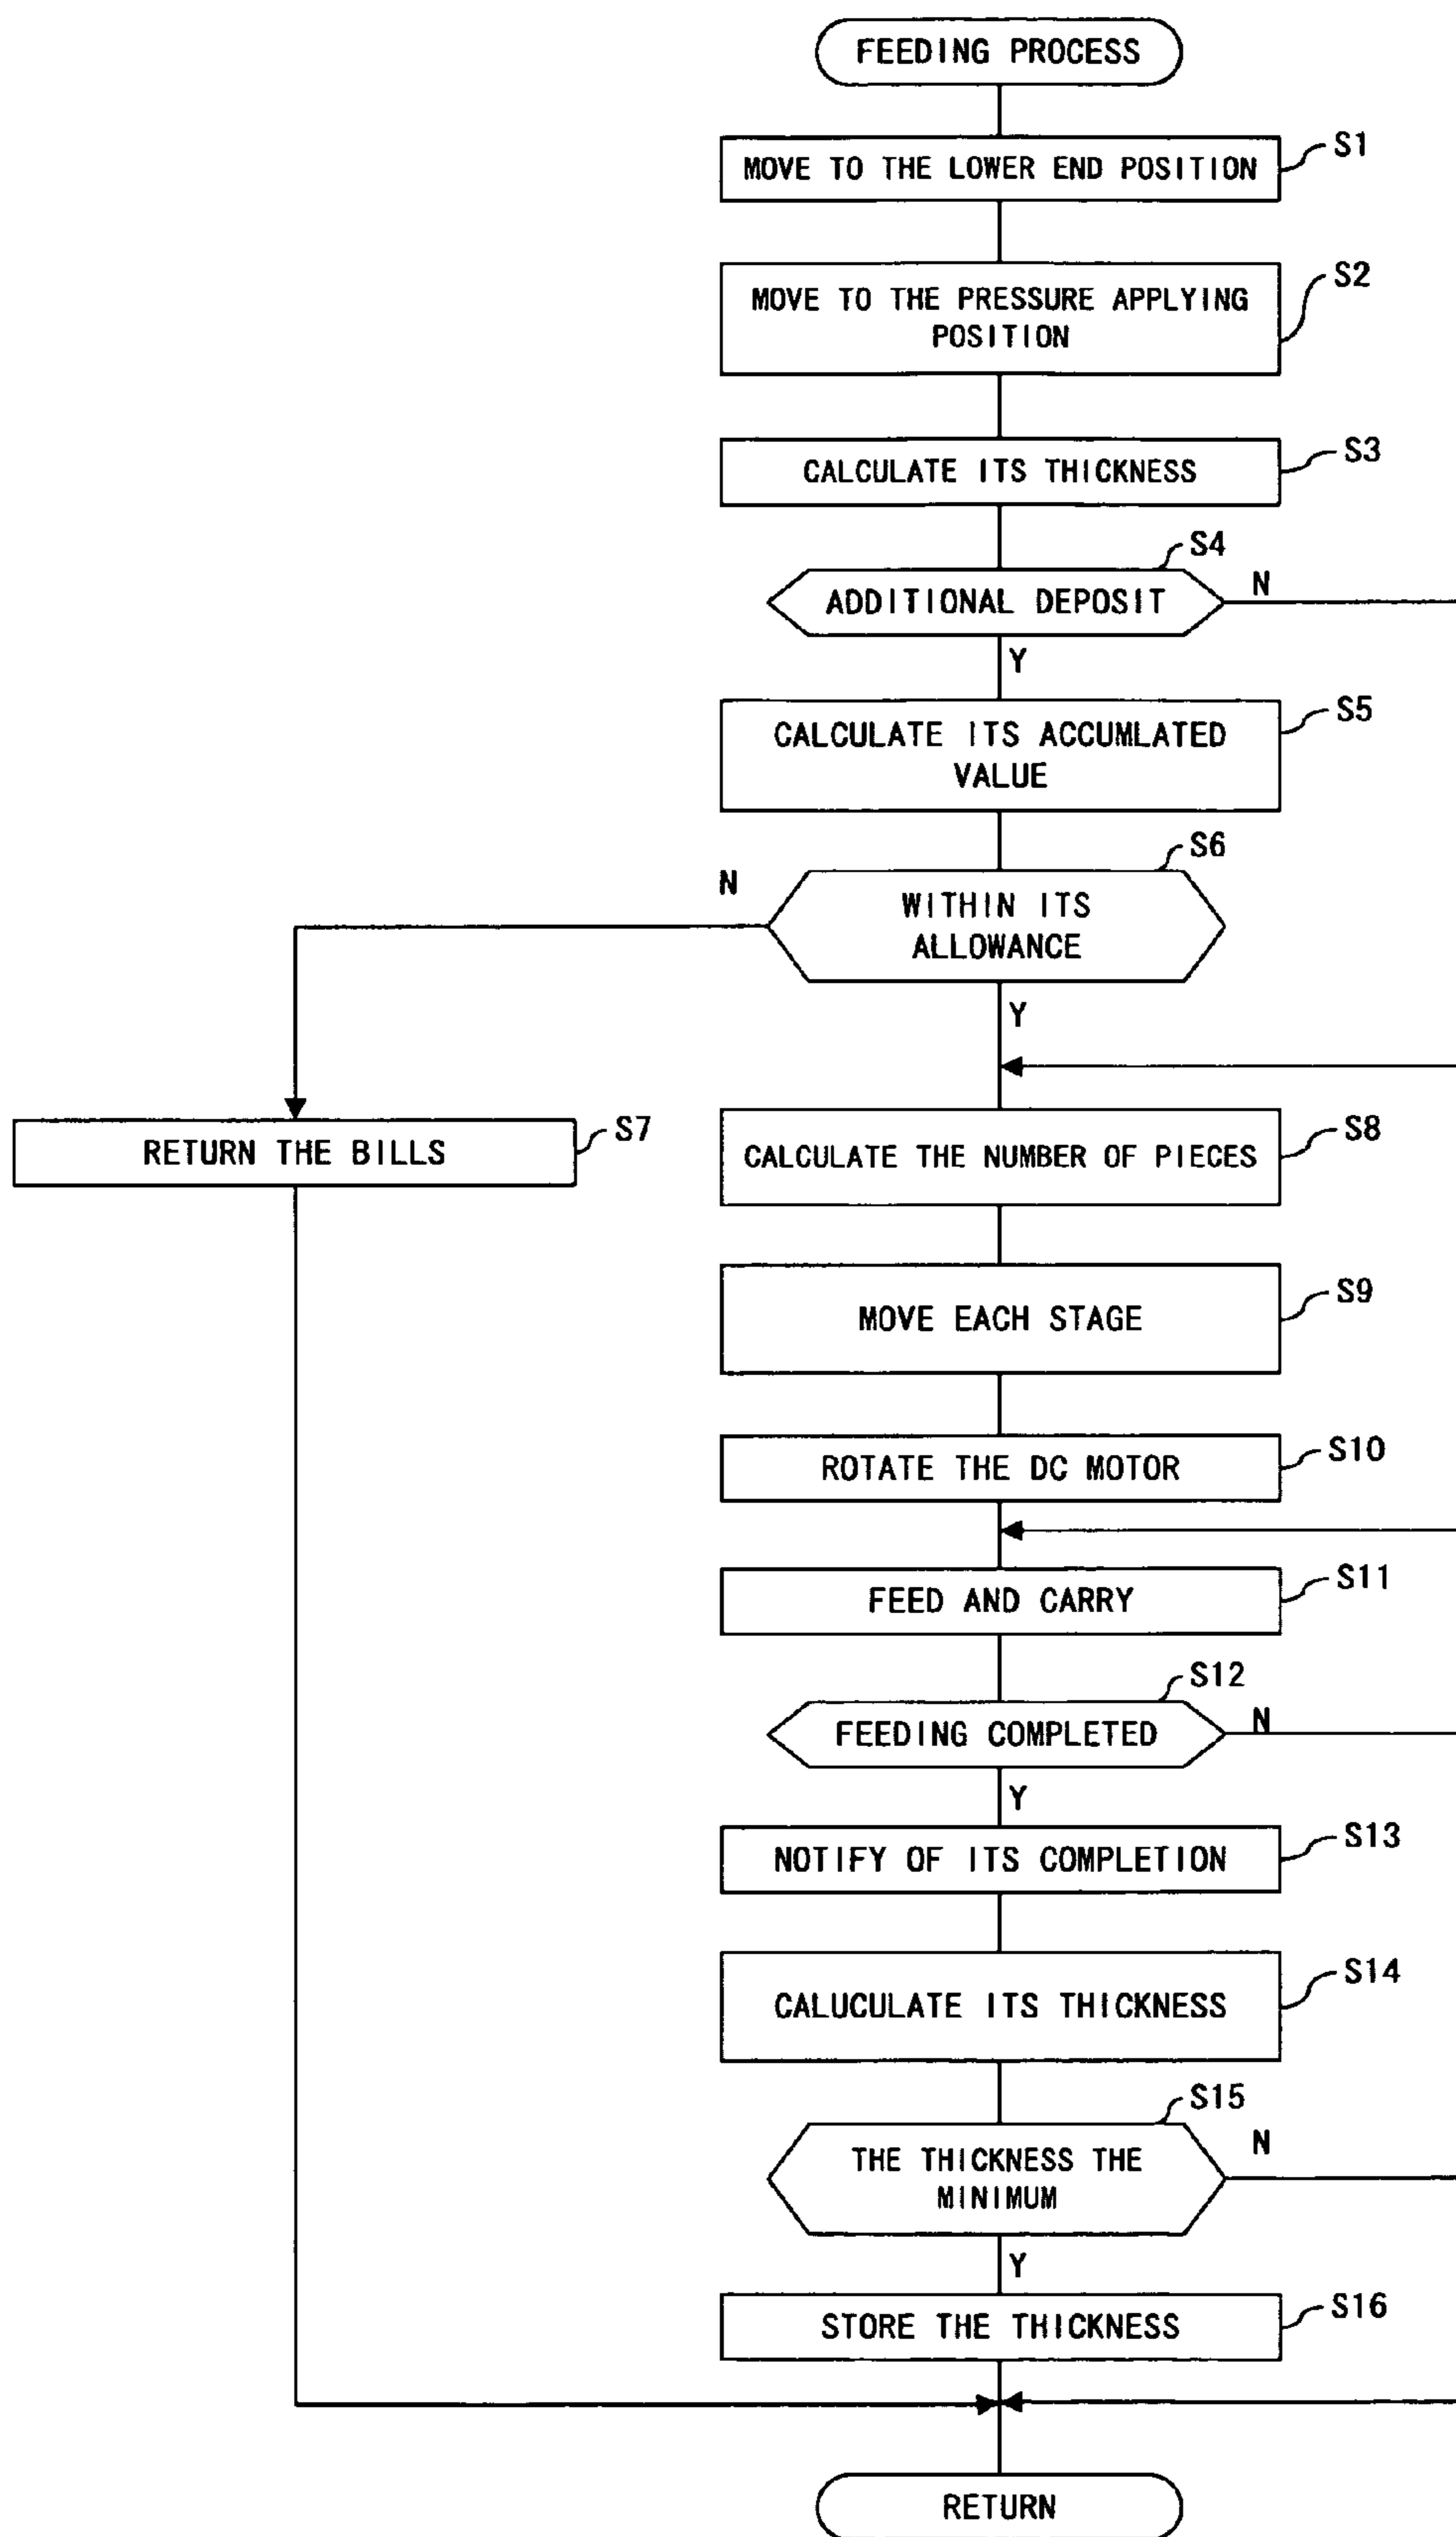 FEEDING PROCESS
S1
MOVE TO THE LOWER END POSITION
S2
MOVE TO THE PRESSURE APPLYING
POSITION
S3
CALCULATE ITS THICKNESS
S4
ADDITIONAL DEPOSIT
N
Y
S5
CALCULATE ITS ACCUMLATED
VALUE
S6
N
WITHIN ITS
ALLOWANCE
Y
S7
RETURN THE BILLS
S8
CALCULATE THE NUMBER OF PIECES
S9
MOVE EACH STAGE
S10
ROTATE THE DC MOTOR
S11
FEED AND CARRY
S12
FEEDING COMPLETED
N
Y
S13
NOTIFY OF ITS COMPLETION
S14
CALUCULATE ITS THICKNESS
S15
THE THICKNESS THE
MINIMUM
N
Y
S16
STORE THE THICKNESS
RETURN